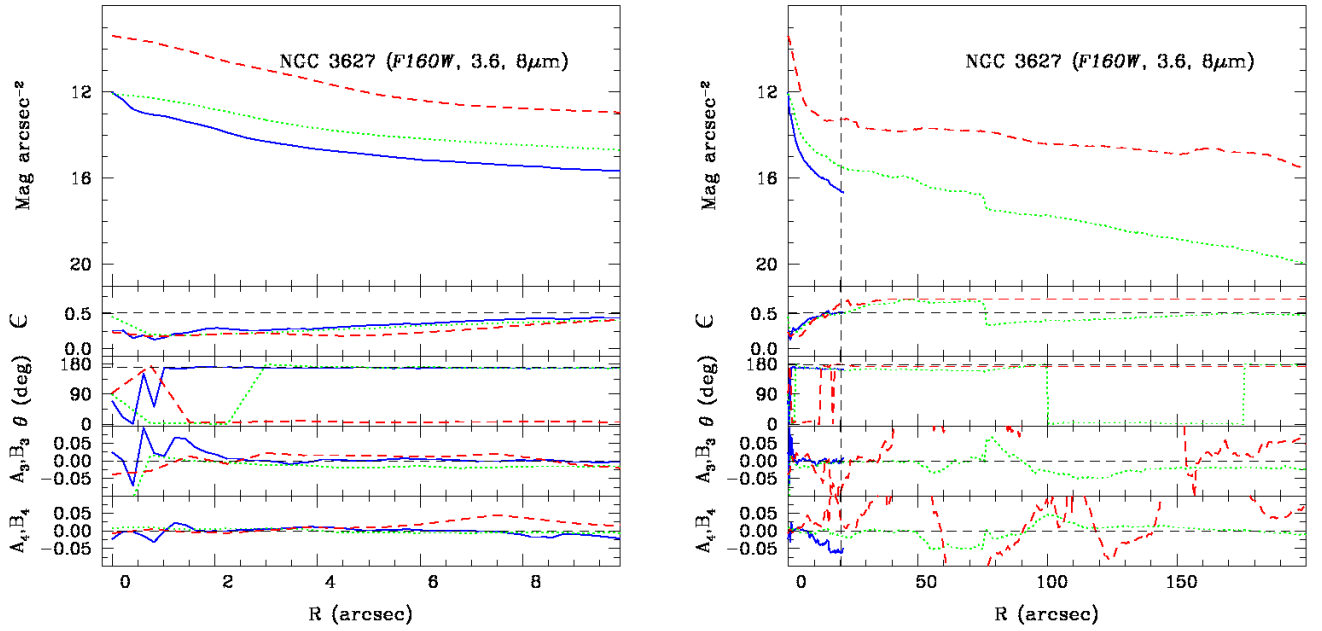 NGC 3627 (F160W, 3.6, 8μm)
Mag arcsec⁻²
12
16
20
ϵ
0.5
0.0
θ (deg)
180
90
0
A₃,B₃
0.05
0.00
−0.05
A₄,B₄
0.05
0.00
−0.05
0 2 4 6 8
R (arcsec)
NGC 3627 (F160W, 3.6, 8μm)
Mag arcsec⁻²
12
16
20
ϵ
0.5
0.0
θ (deg)
180
90
0
A₃,B₃
0.05
0.00
−0.05
A₄,B₄
0.05
0.00
−0.05
0 50 100 150
R (arcsec)